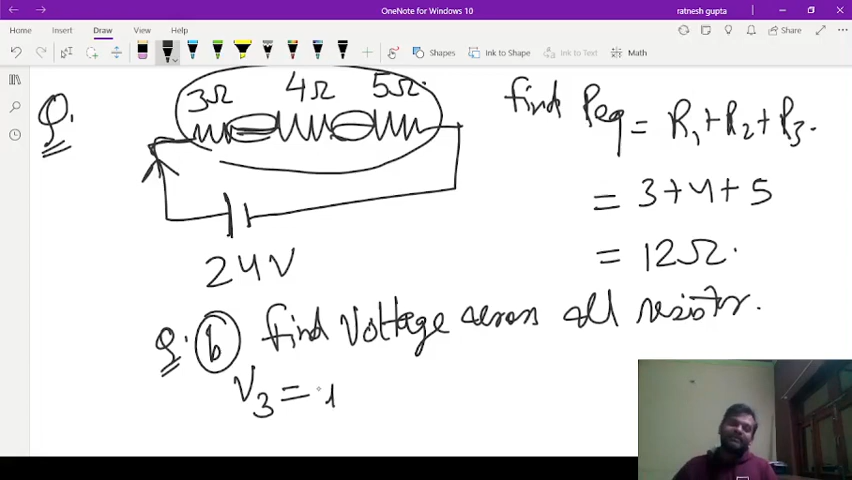 OneNote for Windows 10
ratnesh gupta
Home Insert Draw View Help
Share
Shapes Ink to Shape Ink to Text Math
Q.
3Ω 4Ω 5Ω
find Req = R₁+R₂+R₃.
= 3+4+5
= 12Ω.
24V
Q. b find Voltage across all resistor.
V₃ = 1